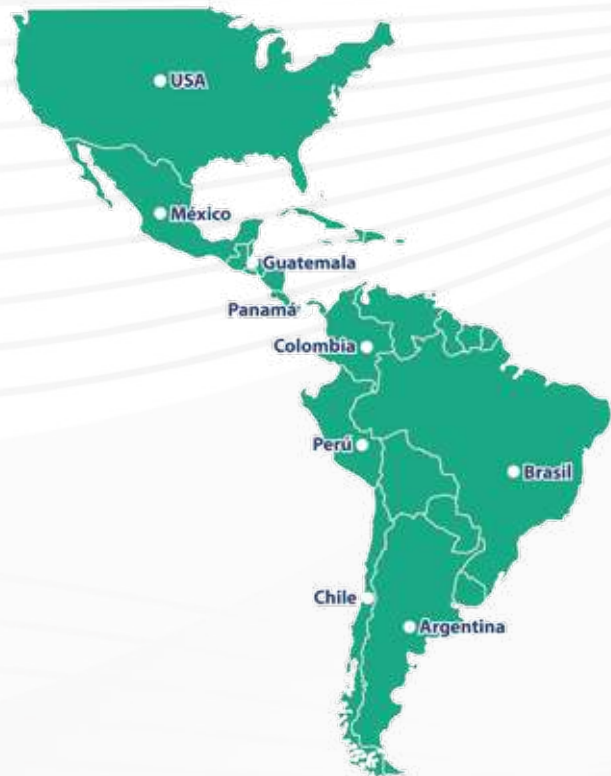 USA
México
Guatemala
Panamá
Colombia
Perú
Brasil
Chile
Argentina